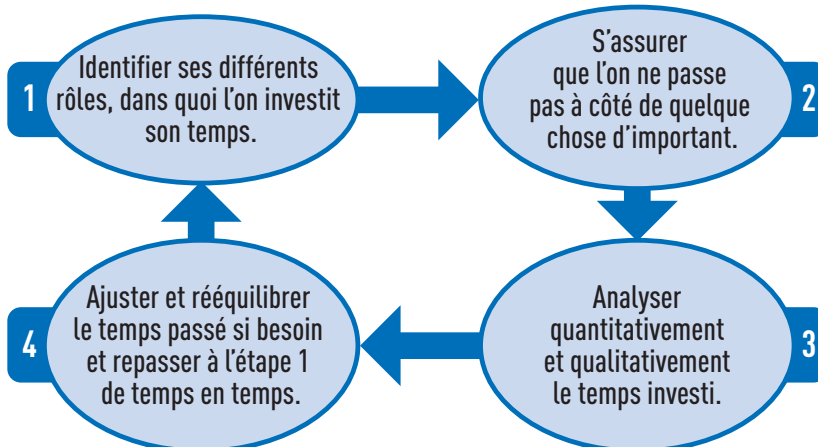 1
Identifier ses différents
rôles, dans quoi l'on investit
son temps.
2
S'assurer
que l'on ne passe
pas à côté de quelque
chose d'important.
3
Analyser
quantitativement
et qualitativement
le temps investi.
4
Ajuster et rééquilibrer
le temps passé si besoin
et repasser à l'étape 1
de temps en temps.